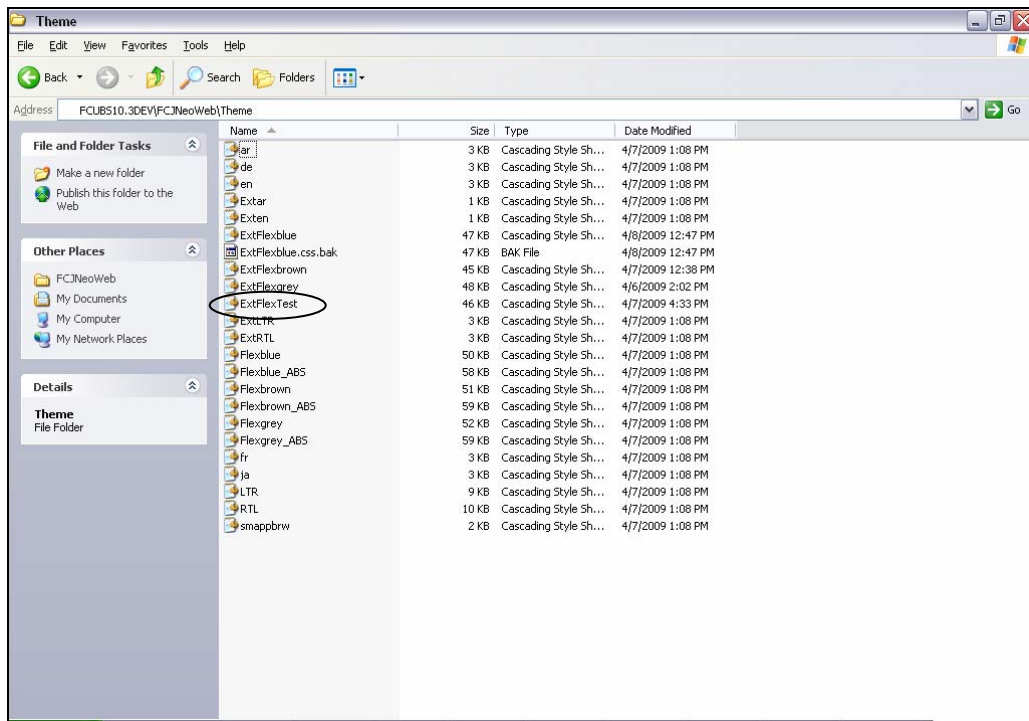 Theme
File Edit View Favorites Tools Help
Back Search Folders
Address FCUBS10.3DEV\FCJNeoWeb\Theme Go
File and Folder Tasks
Make a new folder
Publish this folder to the
Web
Other Places
FCJNeoWeb
My Documents
My Computer
My Network Places
Details
Theme
File Folder
Name Size Type Date Modified
ar 3 KB Cascading Style Sh... 4/7/2009 1:08 PM
de 3 KB Cascading Style Sh... 4/7/2009 1:08 PM
en 3 KB Cascading Style Sh... 4/7/2009 1:08 PM
Extar 1 KB Cascading Style Sh... 4/7/2009 1:08 PM
Exten 1 KB Cascading Style Sh... 4/7/2009 1:08 PM
ExtFlexblue 47 KB Cascading Style Sh... 4/8/2009 12:47 PM
ExtFlexblue.css.bak 47 KB BAK File 4/8/2009 12:47 PM
ExtFlexbrown 45 KB Cascading Style Sh... 4/7/2009 12:38 PM
ExtFlexgrey 48 KB Cascading Style Sh... 4/6/2009 2:02 PM
ExtFlexTest 46 KB Cascading Style Sh... 4/7/2009 4:33 PM
ExtLTR 3 KB Cascading Style Sh... 4/7/2009 1:08 PM
ExtRTL 3 KB Cascading Style Sh... 4/7/2009 1:08 PM
Flexblue 50 KB Cascading Style Sh... 4/7/2009 1:08 PM
Flexblue_ABS 58 KB Cascading Style Sh... 4/7/2009 1:08 PM
Flexbrown 51 KB Cascading Style Sh... 4/7/2009 1:08 PM
Flexbrown_ABS 59 KB Cascading Style Sh... 4/7/2009 1:08 PM
Flexgrey 52 KB Cascading Style Sh... 4/7/2009 1:08 PM
Flexgrey_ABS 59 KB Cascading Style Sh... 4/7/2009 1:08 PM
fr 3 KB Cascading Style Sh... 4/7/2009 1:08 PM
ja 3 KB Cascading Style Sh... 4/7/2009 1:08 PM
LTR 9 KB Cascading Style Sh... 4/7/2009 1:08 PM
RTL 10 KB Cascading Style Sh... 4/7/2009 1:08 PM
smappbrw 2 KB Cascading Style Sh... 4/7/2009 1:08 PM